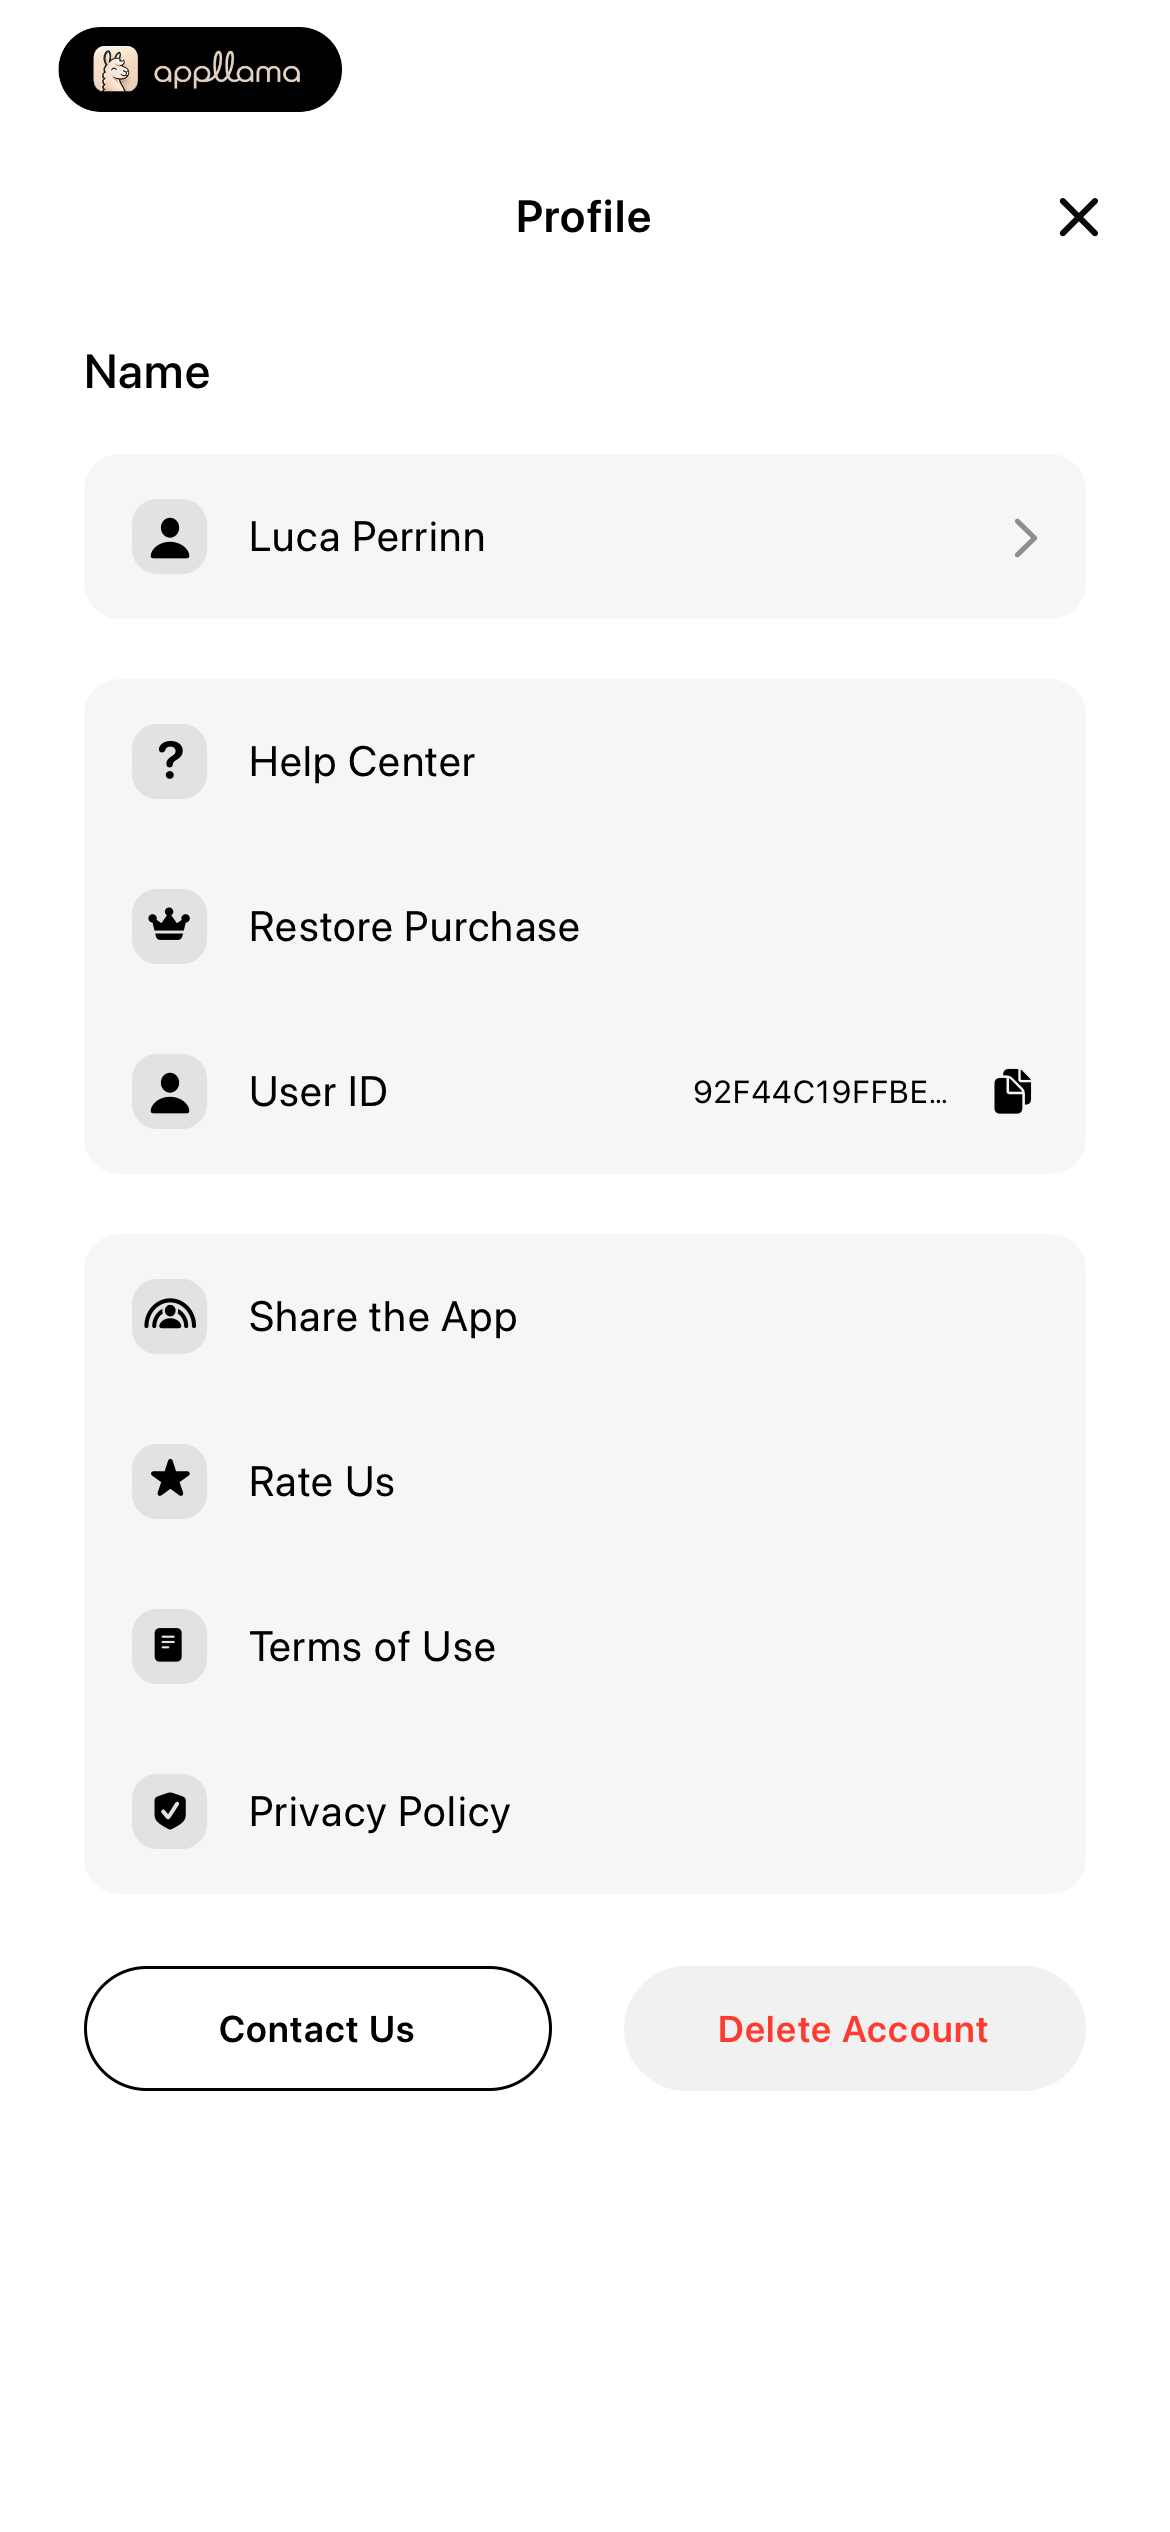 appllama
Profile
Name
Luca Perrinn
Help Center
Restore Purchase
User ID 92F44C19FFBE...
Share the App
Rate Us
Terms of Use
Privacy Policy
Contact Us Delete Account